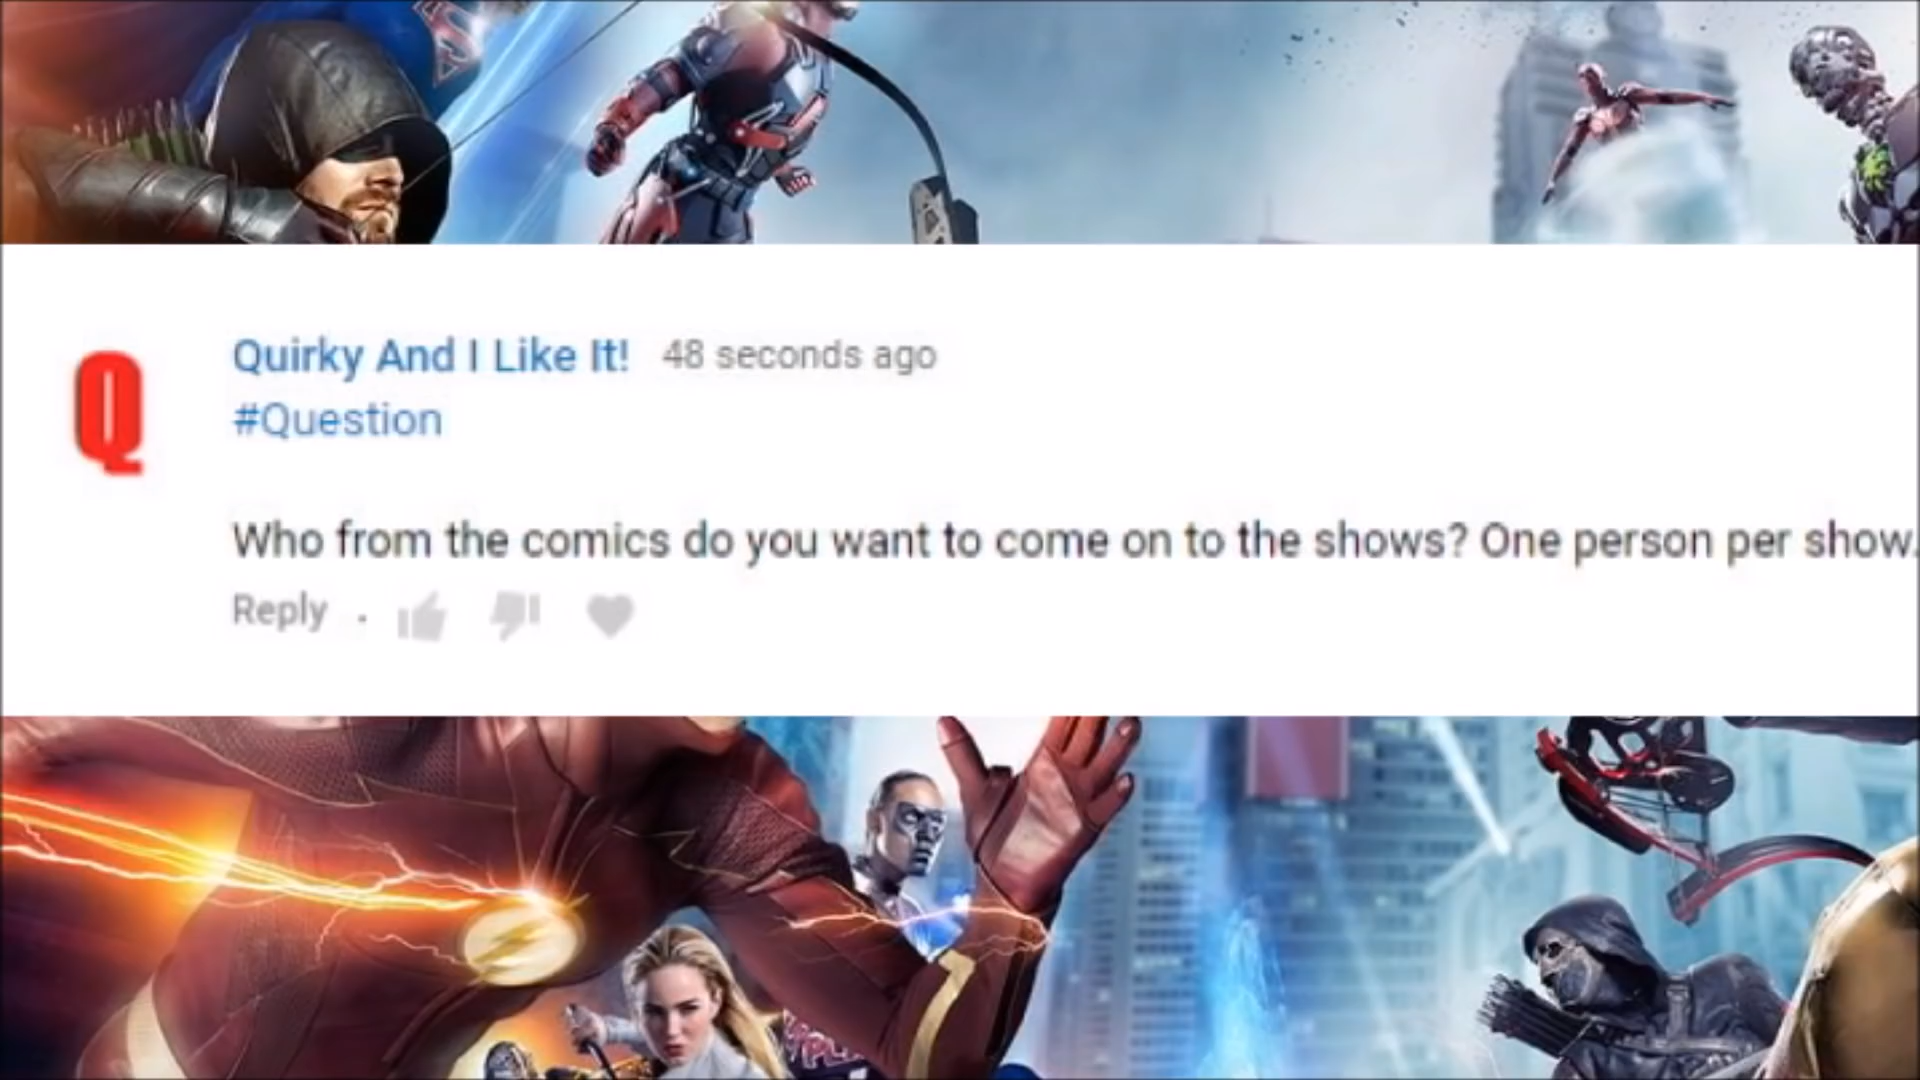 Q
Quirky And I Like It! 48 seconds ago
#Question
Who from the comics do you want to come on to the shows? One person per show.
Reply .